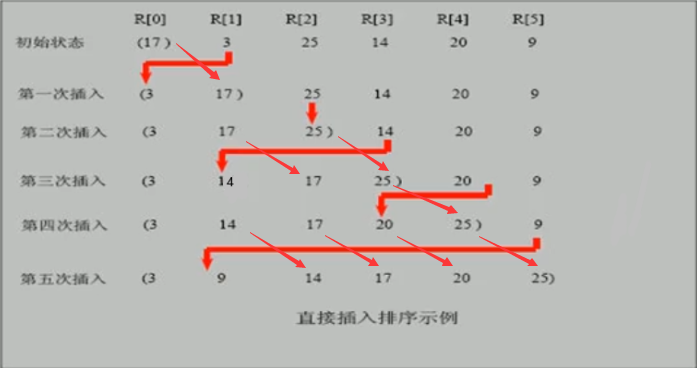 R[0] R[1] R[2] R[3] R[4] R[5]
初始状态 (17) 3 25 14 20 9
第一次插入 (3 17) 25 14 20 9
第二次插入 (3 17 25) 14 20 9
第三次插入 (3 14 17 25) 20 9
第四次插入 (3 14 17 20 25) 9
第五次插入 (3 9 14 17 20 25)
直接插入排序示例